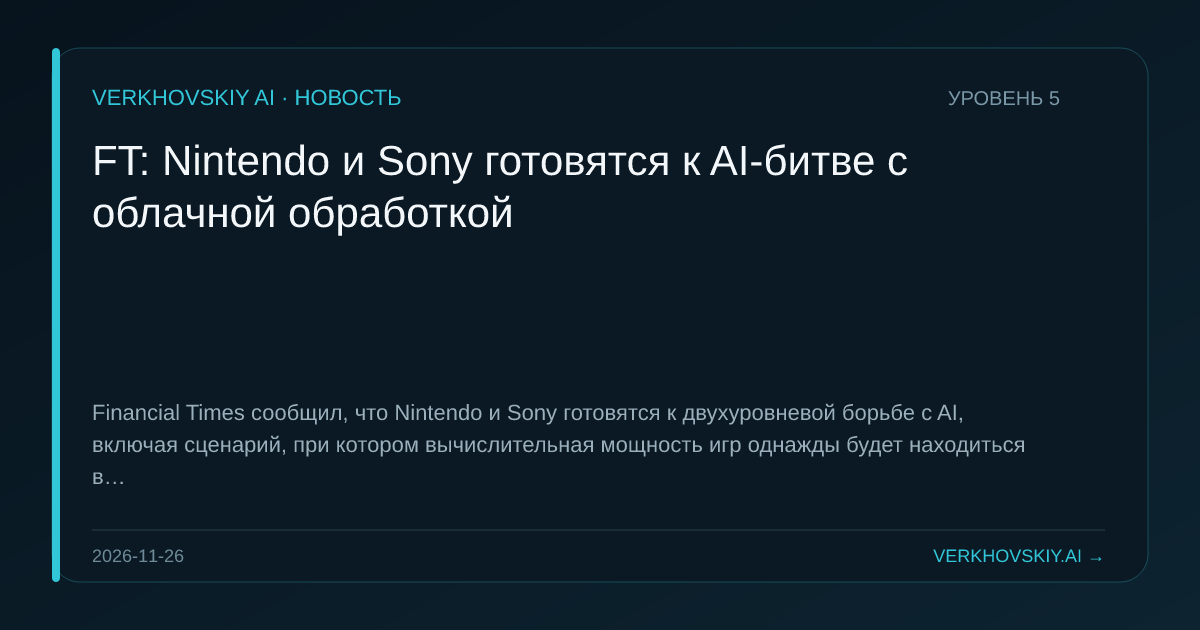 VERKHOVSKIY AI · НОВОСТЬ
УРОВЕНЬ 5
FT: Nintendo и Sony готовятся к AI-битве с
облачной обработкой
Financial Times сообщил, что Nintendo и Sony готовятся к двухуровневой борьбе с AI,
включая сценарий, при котором вычислительная мощность игр однажды будет находиться
в…
2026-11-26
VERKHOVSKIY.AI →